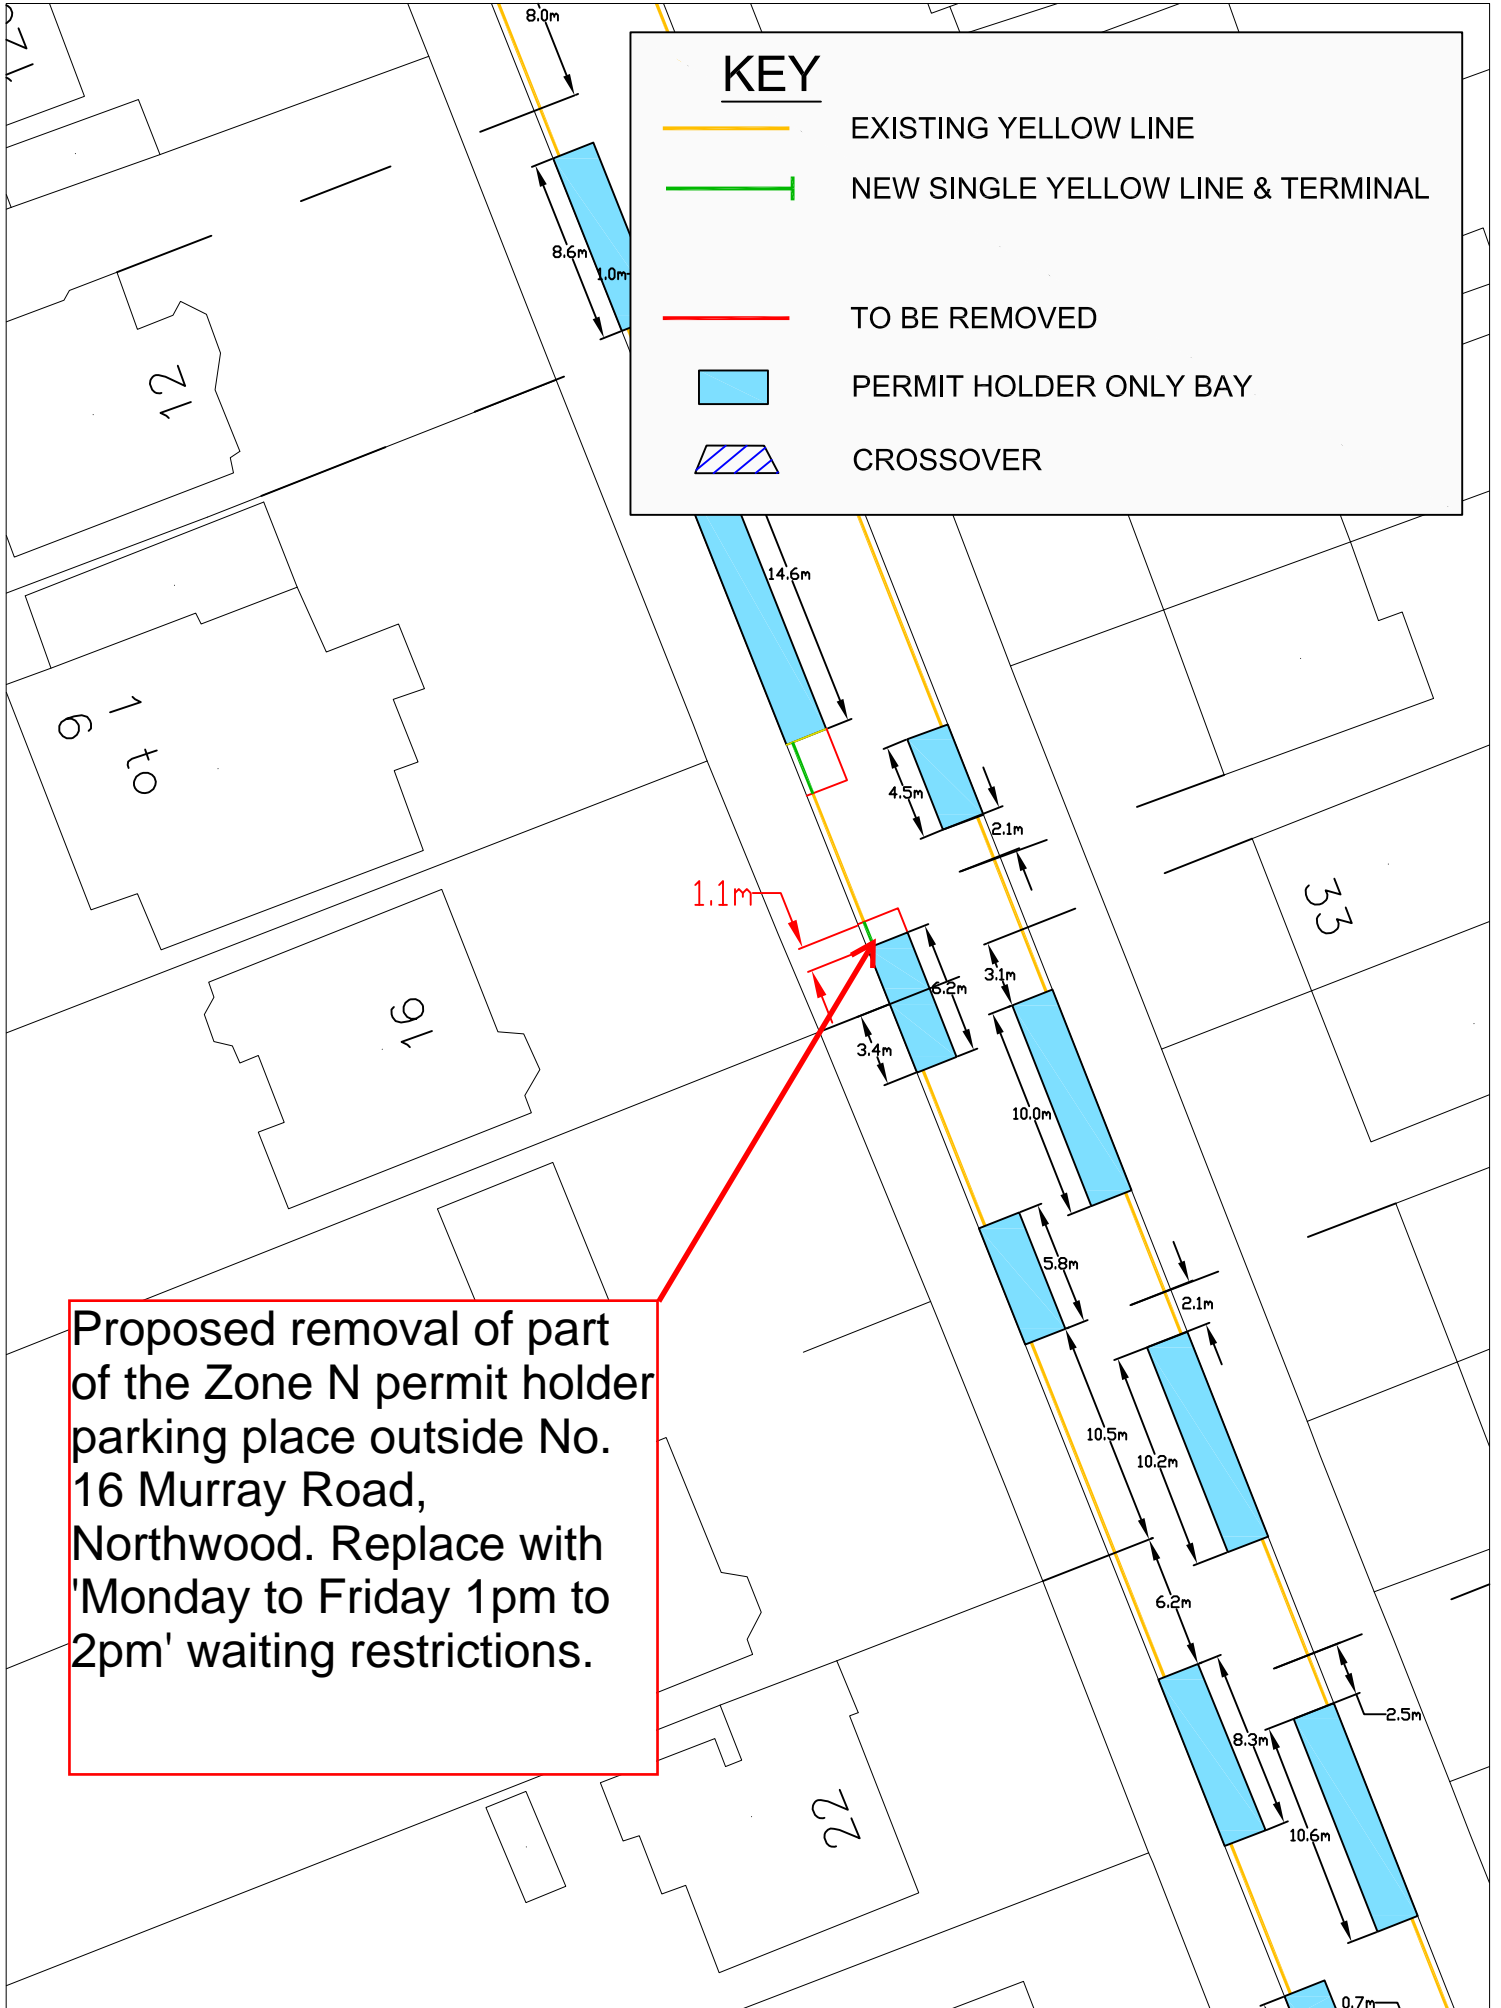 8.0m
KEY
EXISTING YELLOW LINE
NEW SINGLE YELLOW LINE & TERMINAL
TO BE REMOVED
PERMIT HOLDER ONLY BAY
CROSSOVER
8.6m
1.0m
12
14.6m
1 to
6
4.5m
2.1m
33
1.1m
3.1m
6.2m
16
3.4m
10.0m
5.8m
2.1m
Proposed removal of part
of the Zone N permit holder
parking place outside No.
16 Murray Road,
Northwood. Replace with
'Monday to Friday 1pm to
2pm' waiting restrictions.
10.5m
10.2m
6.2m
2.5m
8.3m
22
10.6m
0.7m